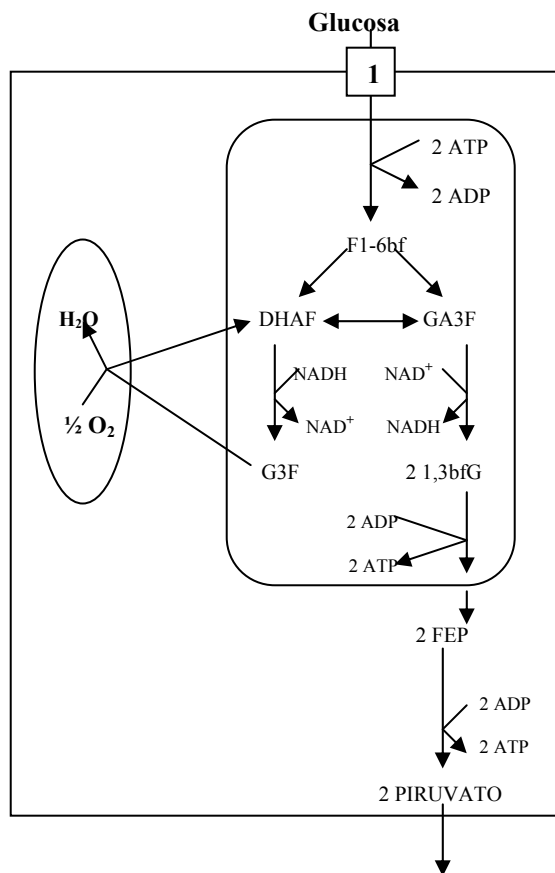 Glucosa
1
2 ATP
2 ADP
F1-6bf
H₂O
DHAF
GA3F
NADH
NAD⁺
½ O₂
NAD⁺
NADH
G3F
2 1,3bfG
2 ADP
2 ATP
2 FEP
2 ADP
2 ATP
2 PIRUVATO